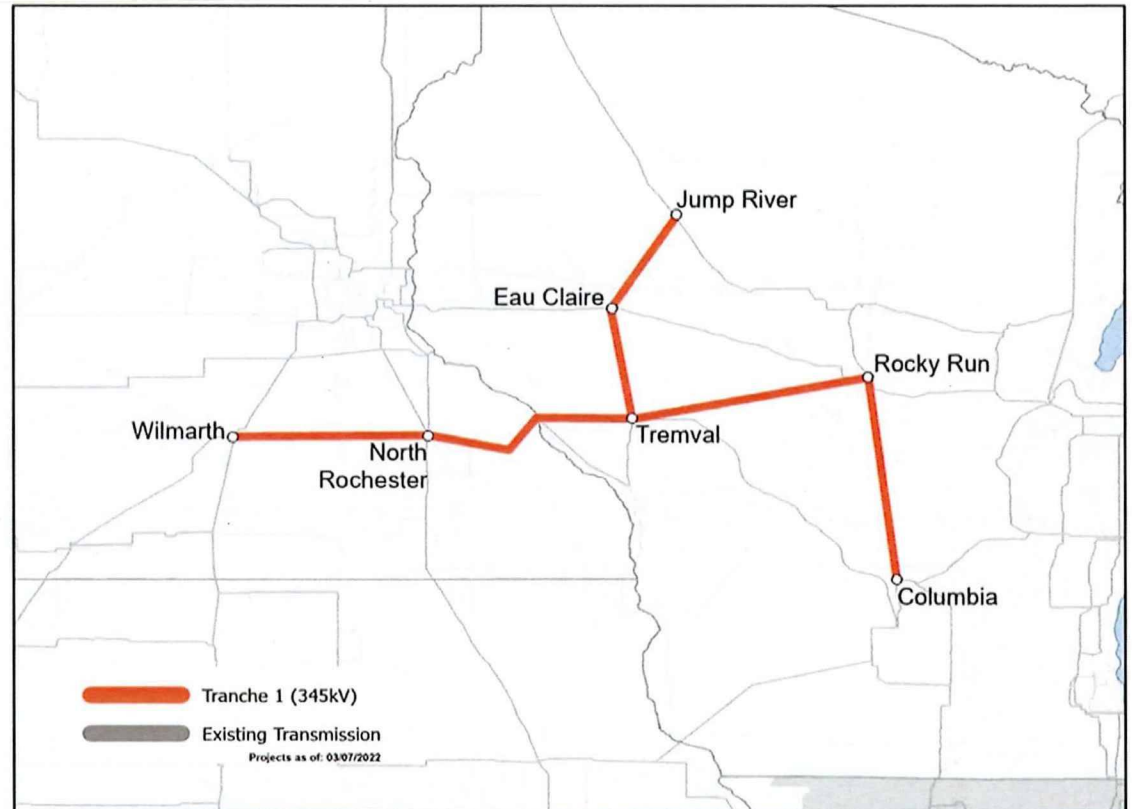 Jump River
Eau Claire
Rocky Run
Wilmarth
Tremval
North
Rochester
Columbia
Tranche 1 (345kV)
Existing Transmission
Projects as of: 03/07/2022